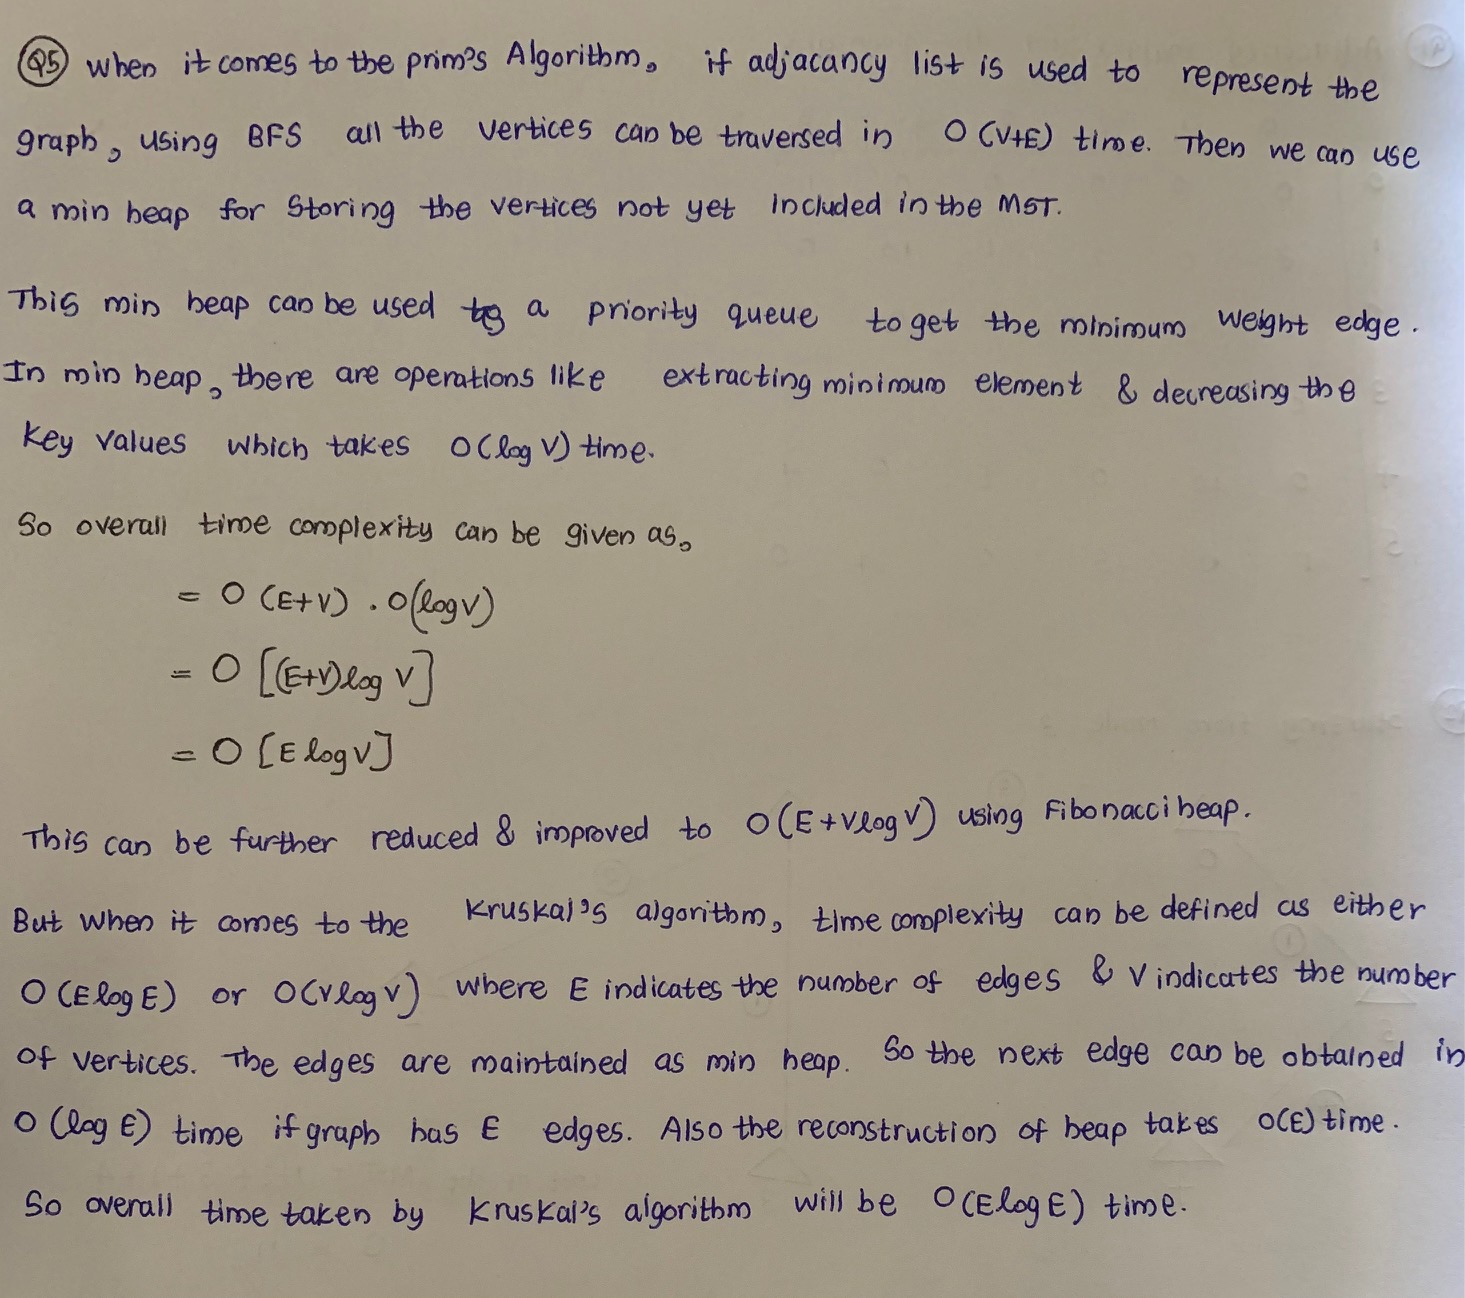 Q5 when it comes to the prim's Algorithm, if adjacancy list is used to represent the
graph, using BFS all the vertices can be traversed in O (V+E) time. Then we can use
a min heap for storing the vertices not yet included in the MST.
This min heap can be used a priority queue to get the minimum weight edge.
In min heap, there are operations like extracting minimum element & decreasing the
key values which takes O(log V) time.
So overall time complexity can be given as,
= O (E+V) . O(log V)
= O [(E+V)log V]
= O [E log V]
This can be further reduced & improved to O(E+Vlog V) using Fibonacci heap.
But when it comes to the Kruskal's algorithm, time complexity can be defined as either
O (E log E) or O(V log V) where E indicates the number of edges & V indicates the number
of vertices. The edges are maintained as min heap. So the next edge can be obtained in
O (log E) time if graph has E edges. Also the reconstruction of heap takes O(E) time.
So overall time taken by Kruskal's algorithm will be O(E log E) time.